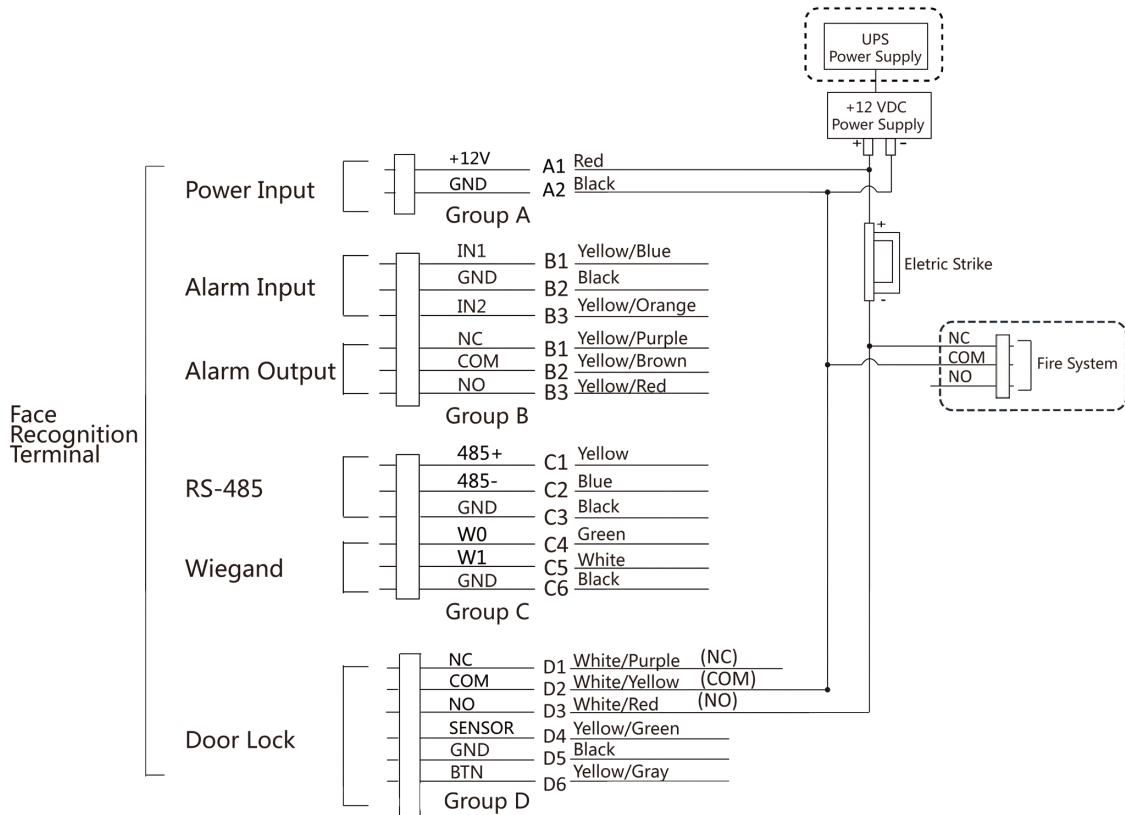 UPS
Power Supply
+12 VDC
Power Supply
+ -
Power Input
+12V A1 Red
GND A2 Black
Group A
+
Eletric Strike
-
Alarm Input
IN1 B1 Yellow/Blue
GND B2 Black
IN2 B3 Yellow/Orange
Alarm Output
NC B1 Yellow/Purple
COM B2 Yellow/Brown
NO B3 Yellow/Red
Group B
NC
COM
NO
Fire System
Face
Recognition
Terminal
RS-485
485+ C1 Yellow
485- C2 Blue
GND C3 Black
Wiegand
W0 C4 Green
W1 C5 White
GND C6 Black
Group C
Door Lock
NC D1 White/Purple (NC)
COM D2 White/Yellow (COM)
NO D3 White/Red (NO)
SENSOR D4 Yellow/Green
GND D5 Black
BTN D6 Yellow/Gray
Group D